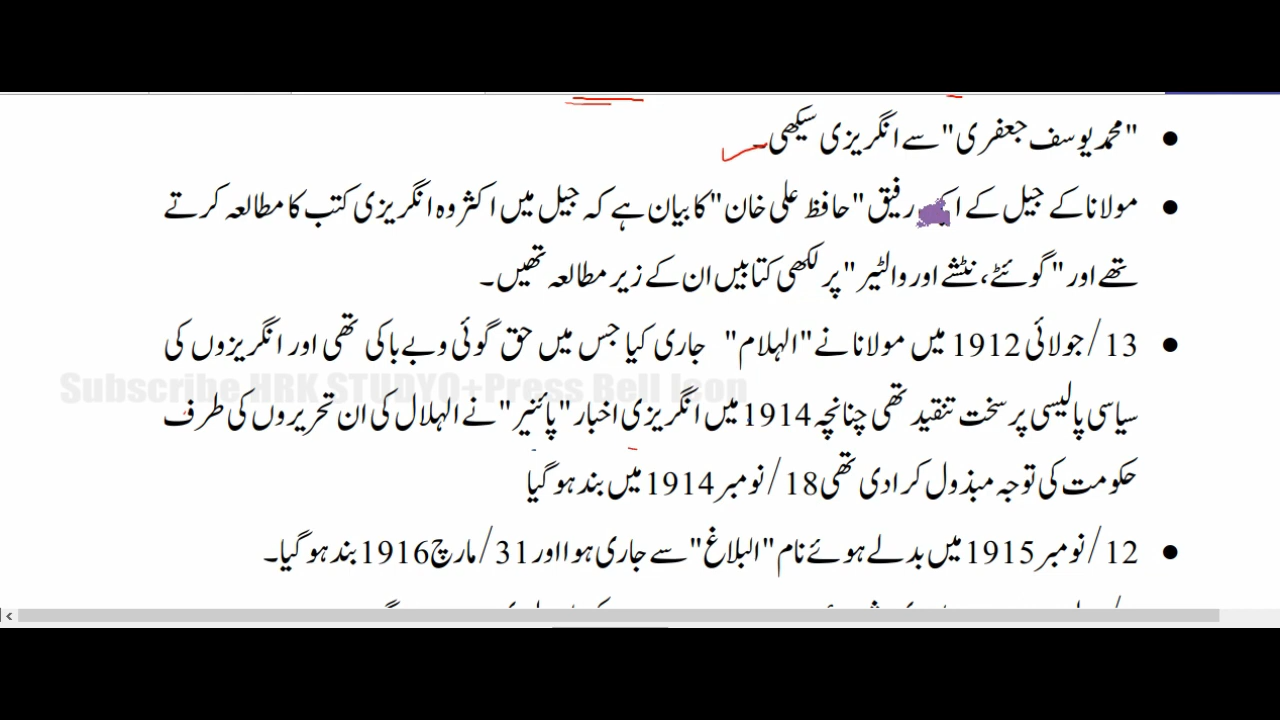 "محمد یوسف جعفری" سے انگریزی سیکھی۔
مولانا کے جیل کے رفیق "حافظ علی خان" کا بیان ہے کہ جیل میں اکثر وہ انگریزی کتب کا مطالعہ کرتے
تھے اور "گوئٹے، نٹشے اور والٹیر" پر لکھی کتابیں ان کے زیر مطالعہ تھیں۔
13/جولائی 1912 میں مولانا نے "الہلام" جاری کیا جس میں حق گوئی و بے باکی تھی اور انگریزوں کی
Subscribe HRK STUDYO+Press Bell Icon
سیاسی پالیسی پر سخت تنقید تھی چنانچہ 1914 میں انگریزی اخبار "پائنیر" نے الہلال کی ان تحریروں کی طرف
حکومت کی توجہ مبذول کرادی تھی 18/نومبر 1914 میں بند ہو گیا
12/نومبر 1915 میں بدلے ہوئے نام "البلاغ" سے جاری ہوا اور 31/مارچ 1916 بند ہو گیا۔